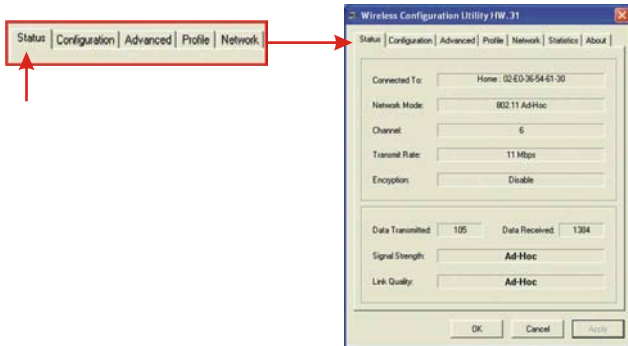 Status Configuration Advanced Profile Network
Wireless Configuration Utility HW.31
Status Configuration Advanced Profile Network Statistics About
Connected To: Home : 02-E0-36-54-61-30
Network Mode: 802.11 Ad-Hoc
Channel: 6
Transmit Rate: 11 Mbps
Encryption: Disable
Data Transmitted: 105 Data Received: 1384
Signal Strength: Ad-Hoc
Link Quality: Ad-Hoc
OK Cancel Apply